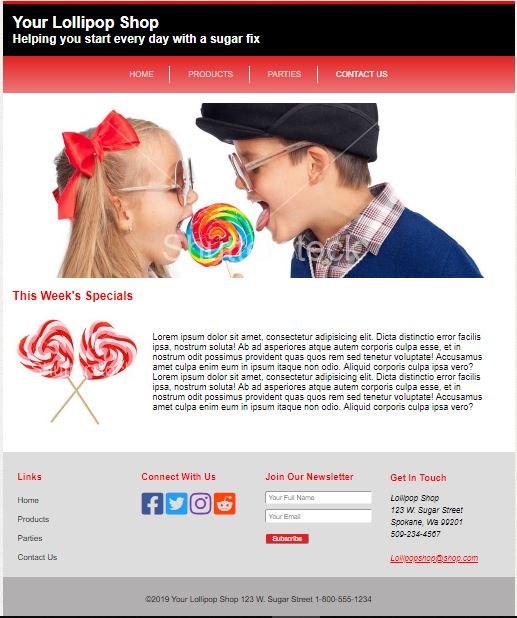 Your Lollipop Shop
Helping you start every day with a sugar fix
HOME PRODUCTS PARTIES CONTACT US
This Week's Specials
Lorem ipsum dolor sit amet, consectetur adipisicing elit. Dicta distinctio error facilis
ipsa, nostrum soluta! Ab ad asperiores atque nostrum corporis culpa esse, et in
nostrum odit possimus provident quas quos rem sed tenetur voluptate! Accusamus
amet culpa enim eum in ipsum itaque non odio. Aliquid corporis culpa ipsa vero?
Lorem ipsum dolor sit amet, consectetur adipisicing elit. Dicta distinctio error facilis
ipsa, nostrum soluta! Ab ad asperiores atque autem corporis culpa esse, et in
nostrum odit possimus provident quas quos rem sed tenetur voluptate! Accusamus
amet culpa enim eum in ipsum itaque non odio. Aliquid corporis culpa ipsa vero?
Links
Home
Products
Parties
Contact Us
Connect With Us
Join Our Newsletter
Your Full Name
Your Email
Subscribe
Get In Touch
Lollipop Shop
123 W. Sugar Street
Spokane, Wa 99201
509-234-4567
Lollipopshop@shop.com
©2019 Your Lollipop Shop 123 W. Sugar Street 1-800-555-1234